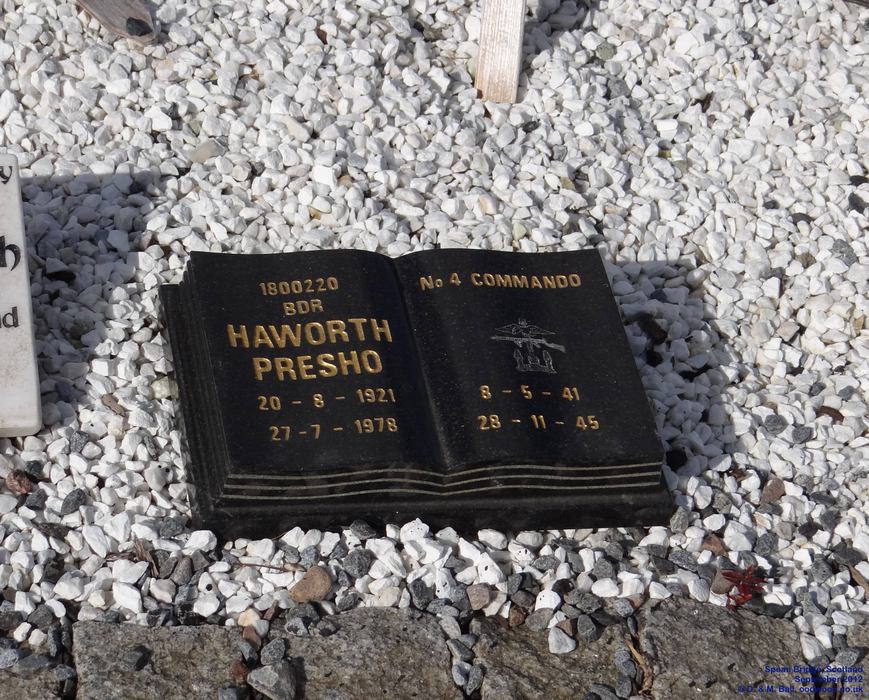 1800220
BDR
HAWORTH
PRESHO
20 - 8 - 1921
27 - 7 - 1978
No 4 COMMANDO
8 - 5 - 41
28 - 11 - 45
Spean Bridge, Scotland
September 2012